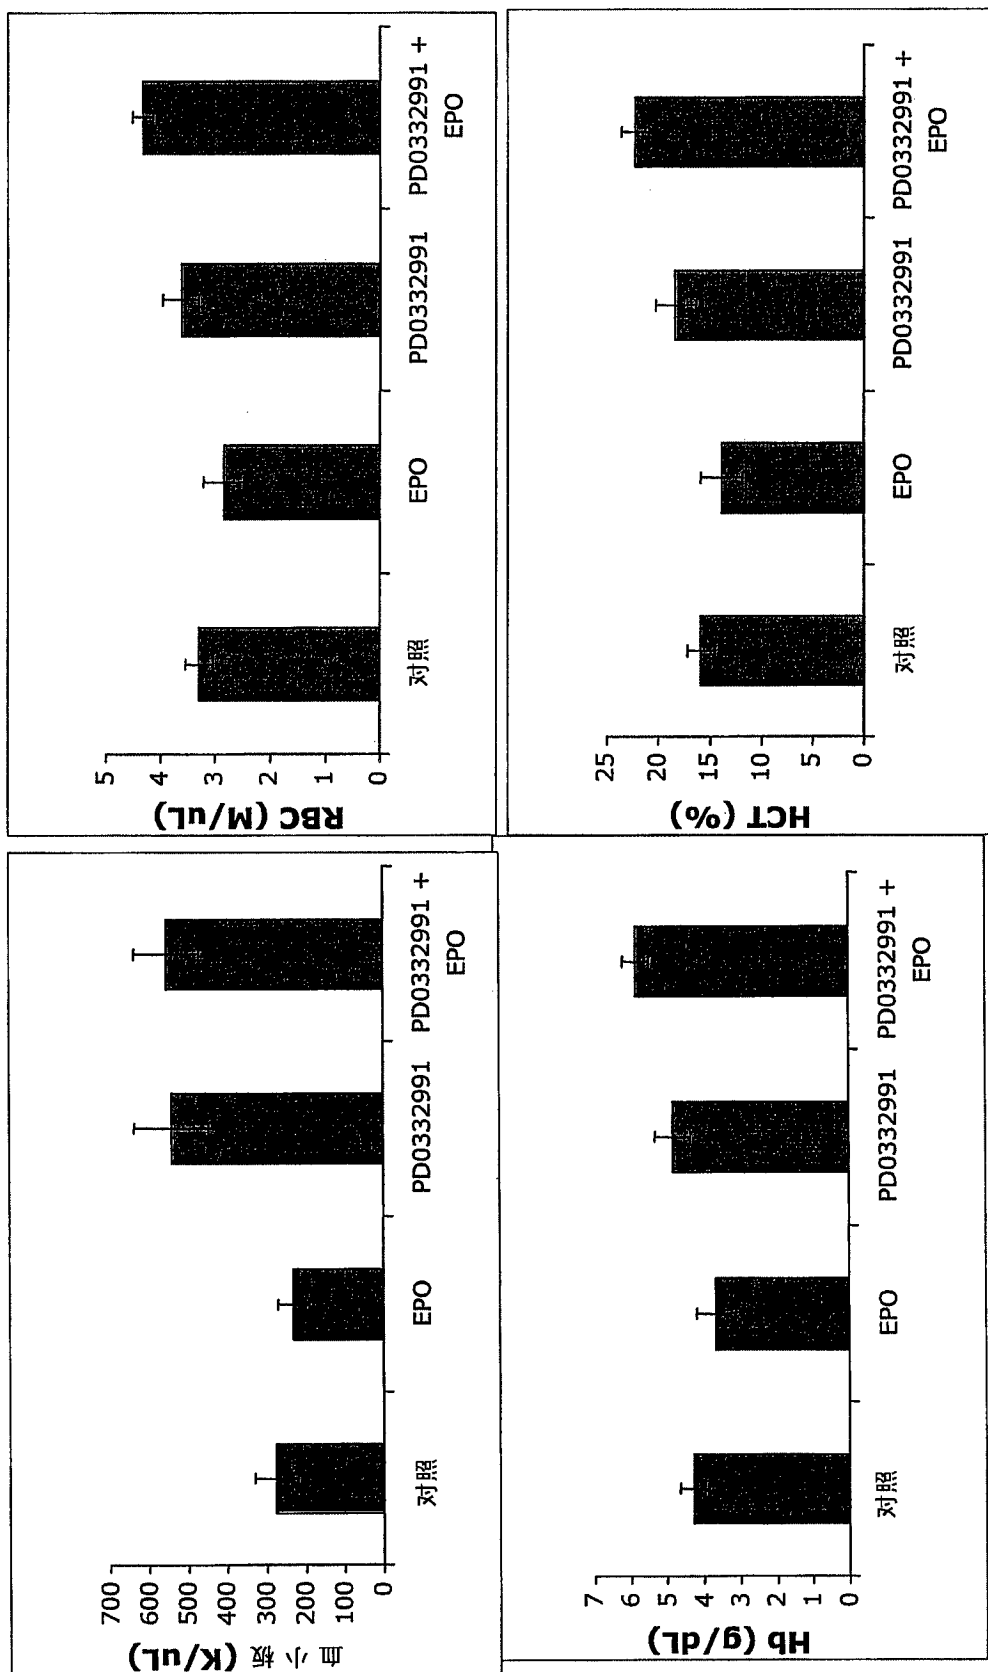 血小板 (K/uL)
700
600
500
400
300
200
100
0
对照
EPO
PD0332991
PD0332991 +
EPO
RBC (M/uL)
5
4
3
2
1
0
对照
EPO
PD0332991
PD0332991 +
EPO
Hb (g/dL)
7
6
5
4
3
2
1
0
对照
EPO
PD0332991
PD0332991 +
EPO
HCT (%)
25
20
15
10
5
0
对照
EPO
PD0332991
PD0332991 +
EPO